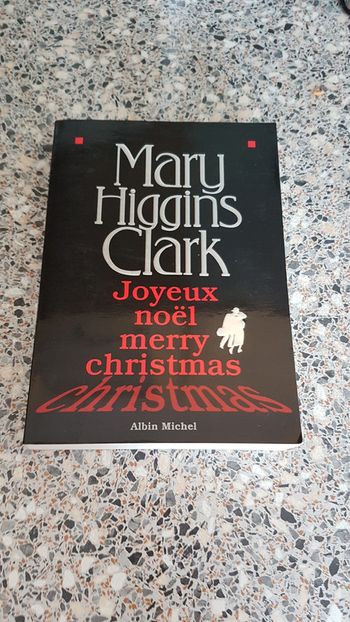 Mary
Higgins
Clark
Joyeux
noël
merry
christmas
christmas
Albin Michel